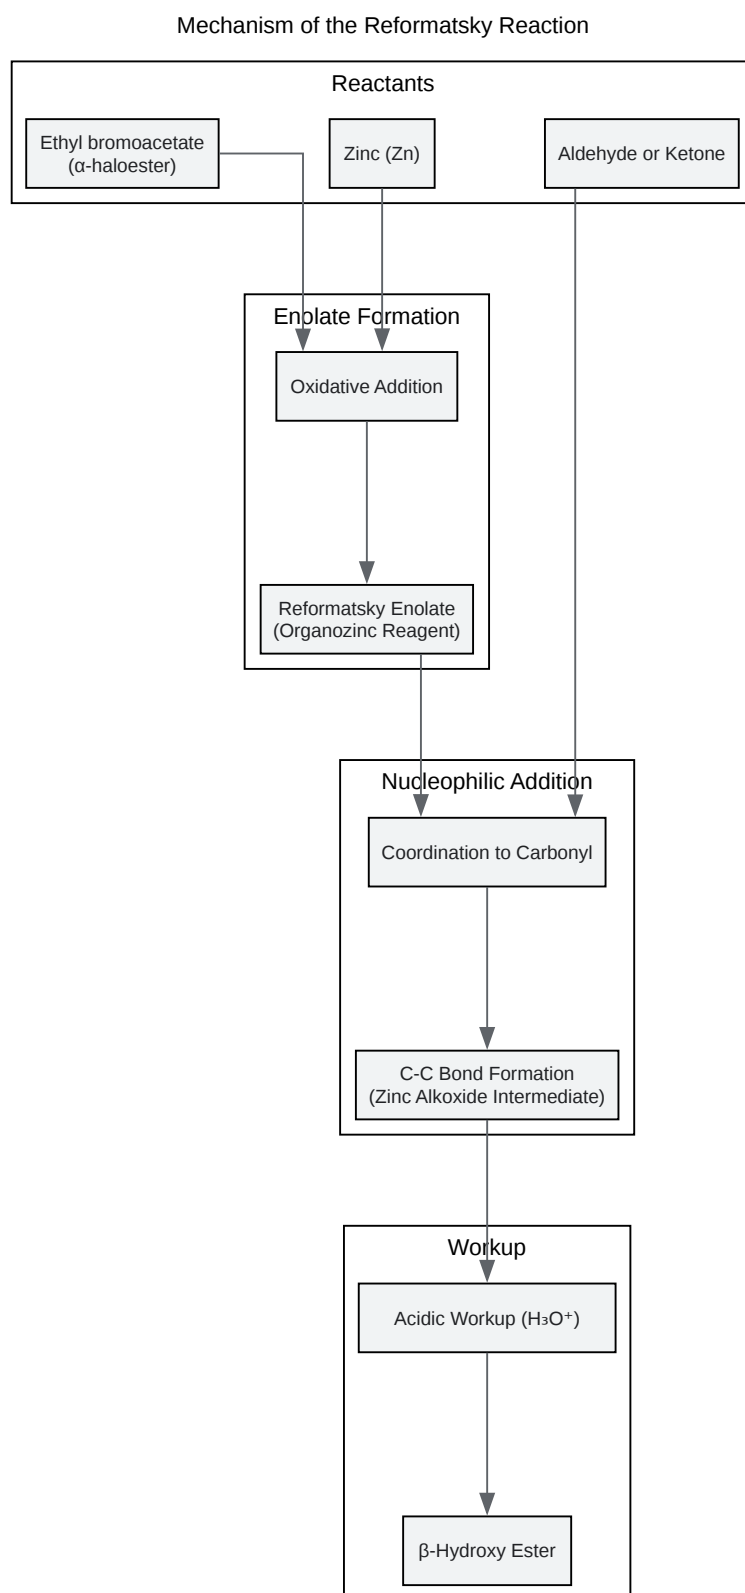 Mechanism of the Reformatsky Reaction
Reactants
Ethyl bromoacetate
(α-haloester)
Zinc (Zn)
Aldehyde or Ketone
Enolate Formation
Oxidative Addition
Reformatsky Enolate
(Organozinc Reagent)
Nucleophilic Addition
Coordination to Carbonyl
C-C Bond Formation
(Zinc Alkoxide Intermediate)
Workup
Acidic Workup (H₃O⁺)
β-Hydroxy Ester